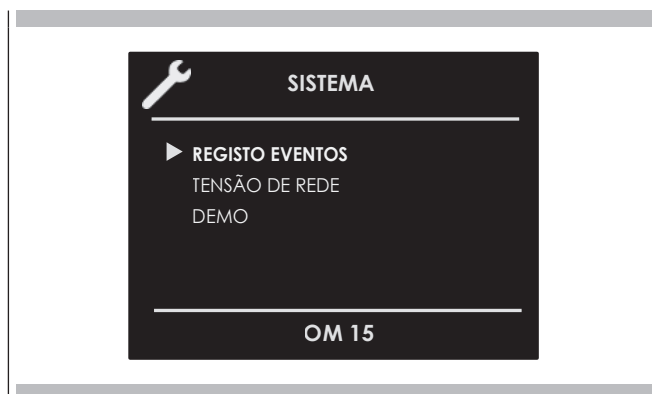 SISTEMA
REGISTO EVENTOS
TENSÃO DE REDE
DEMO
OM 15